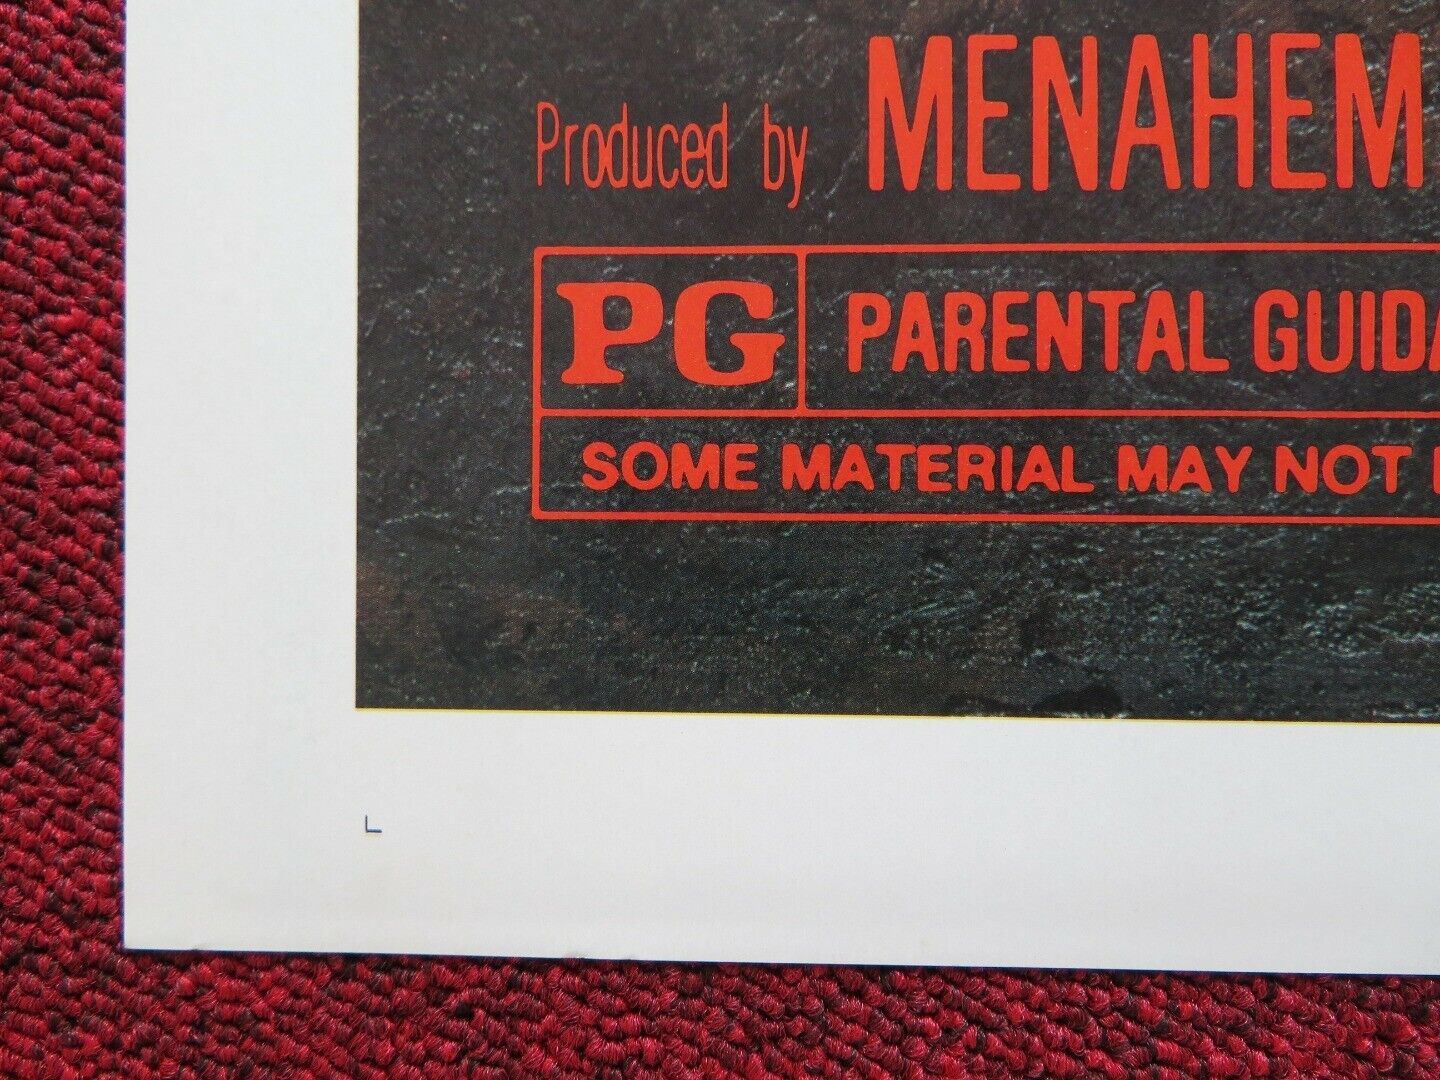 Produced by MENAHEM
PG PARENTAL GUIDA
SOME MATERIAL MAY NOT
L